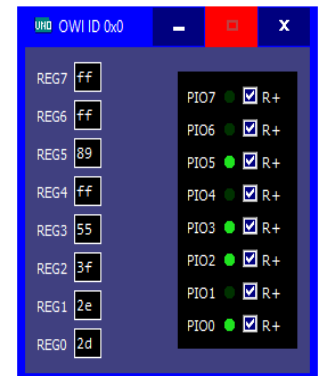 UNO OWI ID 0x0 X
REG7 ff
REG6 ff
REG5 89
REG4 ff
REG3 55
REG2 3f
REG1 2e
REG0 2d
PIO7 R+
PIO6 R+
PIO5 R+
PIO4 R+
PIO3 R+
PIO2 R+
PIO1 R+
PIO0 R+